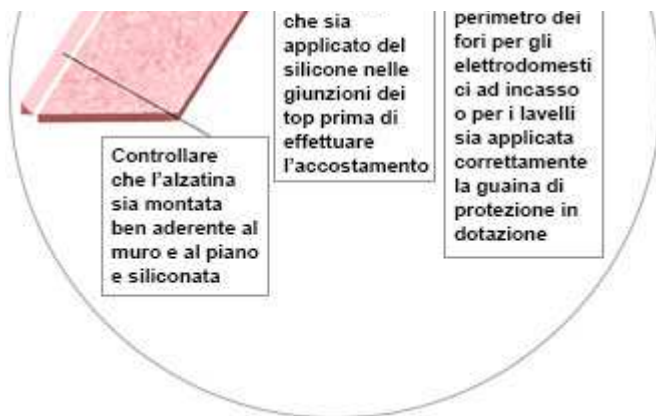 Controllare
che l'alzatina
sia montata
ben aderente al
muro e al piano
e siliconata
che sia
applicato del
silicone nelle
giunzioni dei
top prima di
effettuare
l'accostamento
perimetro dei
fori per gli
elettrodomesti
ci ad incasso
o per i lavelli
sia applicata
correttamente
la guaina di
protezione in
dotazione